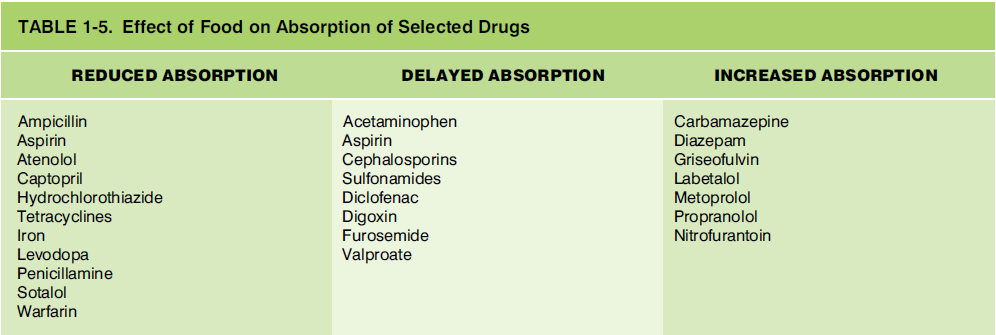 TABLE 1-5. Effect of Food on Absorption of Selected Drugs
REDUCED ABSORPTION
DELAYED ABSORPTION
INCREASED ABSORPTION
Ampicillin
Aspirin
Atenolol
Captopril
Hydrochlorothiazide
Tetracyclines
Iron
Levodopa
Penicillamine
Sotalol
Warfarin
Acetaminophen
Aspirin
Cephalosporins
Sulfonamides
Diclofenac
Digoxin
Furosemide
Valproate
Carbamazepine
Diazepam
Griseofulvin
Labetalol
Metoprolol
Propranolol
Nitrofurantoin